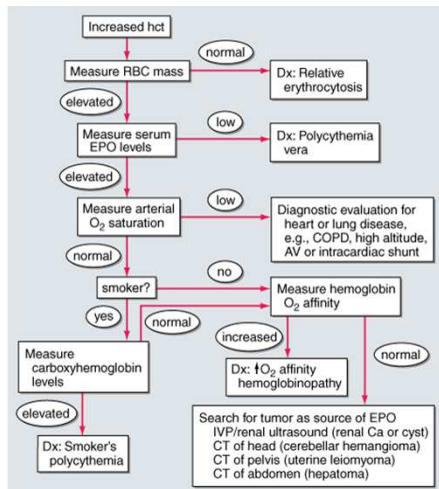 Increased hct
normal
Measure RBC mass
Dx: Relative
erythrocytosis
elevated
low
Measure serum
EPO levels
Dx: Polycythemia
vera
elevated
low
Measure arterial
O2 saturation
Diagnostic evaluation for
heart or lung disease,
e.g., COPD, high altitude,
AV or intracardiac shunt
normal
no
smoker?
Measure hemoglobin
O2 affinity
yes
normal
increased
normal
Measure
carboxyhemoglobin
levels
Dx: ↑O2 affinity
hemoglobinopathy
elevated
Search for tumor as source of EPO
IVP/renal ultrasound (renal Ca or cyst)
CT of head (cerebellar hemangioma)
CT of pelvis (uterine leiomyoma)
CT of abdomen (hepatoma)
Dx: Smoker's
polycythemia